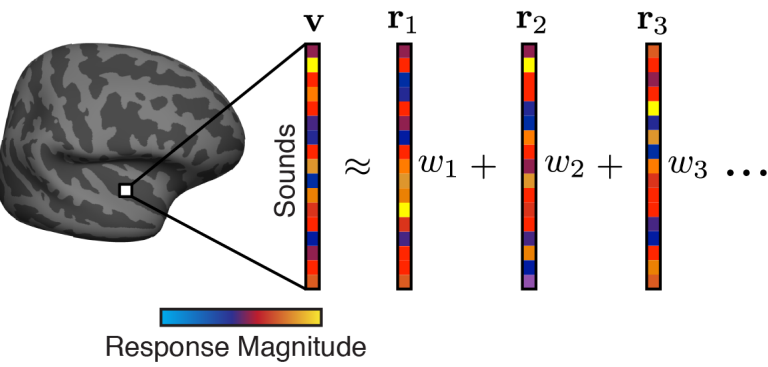 v r₁ r₂ r₃
Sounds
≈ w₁ + w₂ + w₃ ...
Response Magnitude